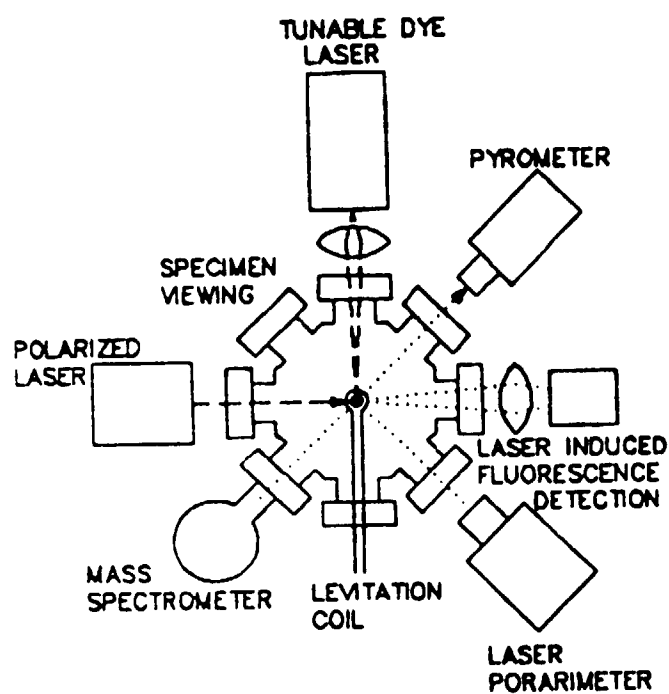 TUNABLE DYE
LASER
PYROMETER
SPECIMEN
VIEWING
POLARIZED
LASER
LASER INDUCED
FLUORESCENCE
DETECTION
MASS
SPECTROMETER
LEVITATION
COIL
LASER
PORARIMETER